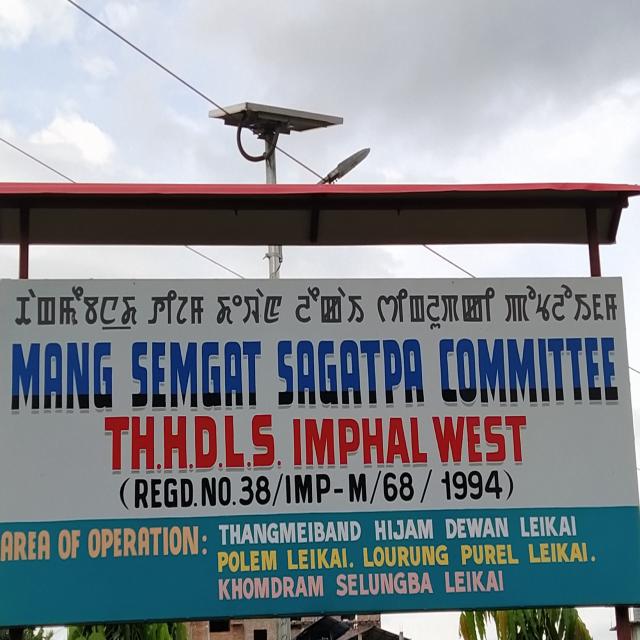 MANG SEMGAT SAGATPA COMMITTEE
TH.H.D.L.S. IMPHAL WEST
(REGD.NO.38/IMP-M/68/1994)
AREA OF OPERATION: THANGMEIBAND HIJAM DEWAN LEIKAI
POLEM LEIKAI. LOURUNG PUREL LEIKAI.
KHOMDRAM SELUNGBA LEIKAI